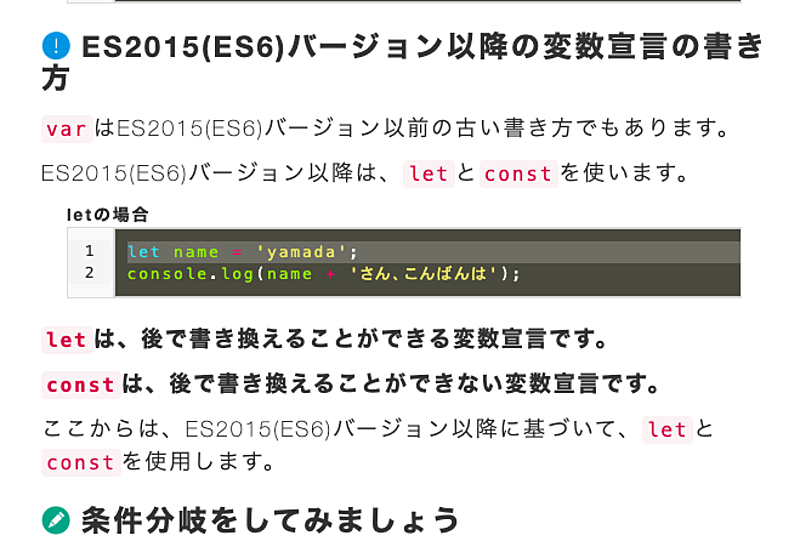 ES2015(ES6)バージョン以降の変数宣言の書き
方
varはES2015(ES6)バージョン以前の古い書き方でもあります。
ES2015(ES6)バージョン以降は、letとconstを使います。
letの場合
1 let name = 'yamada';
2 console.log(name + 'さん、こんばんは');
letは、後で書き換えることができる変数宣言です。
constは、後で書き換えることができない変数宣言です。
ここからは、ES2015(ES6)バージョン以降に基づいて、letと
constを使用します。
条件分岐をしてみましょう